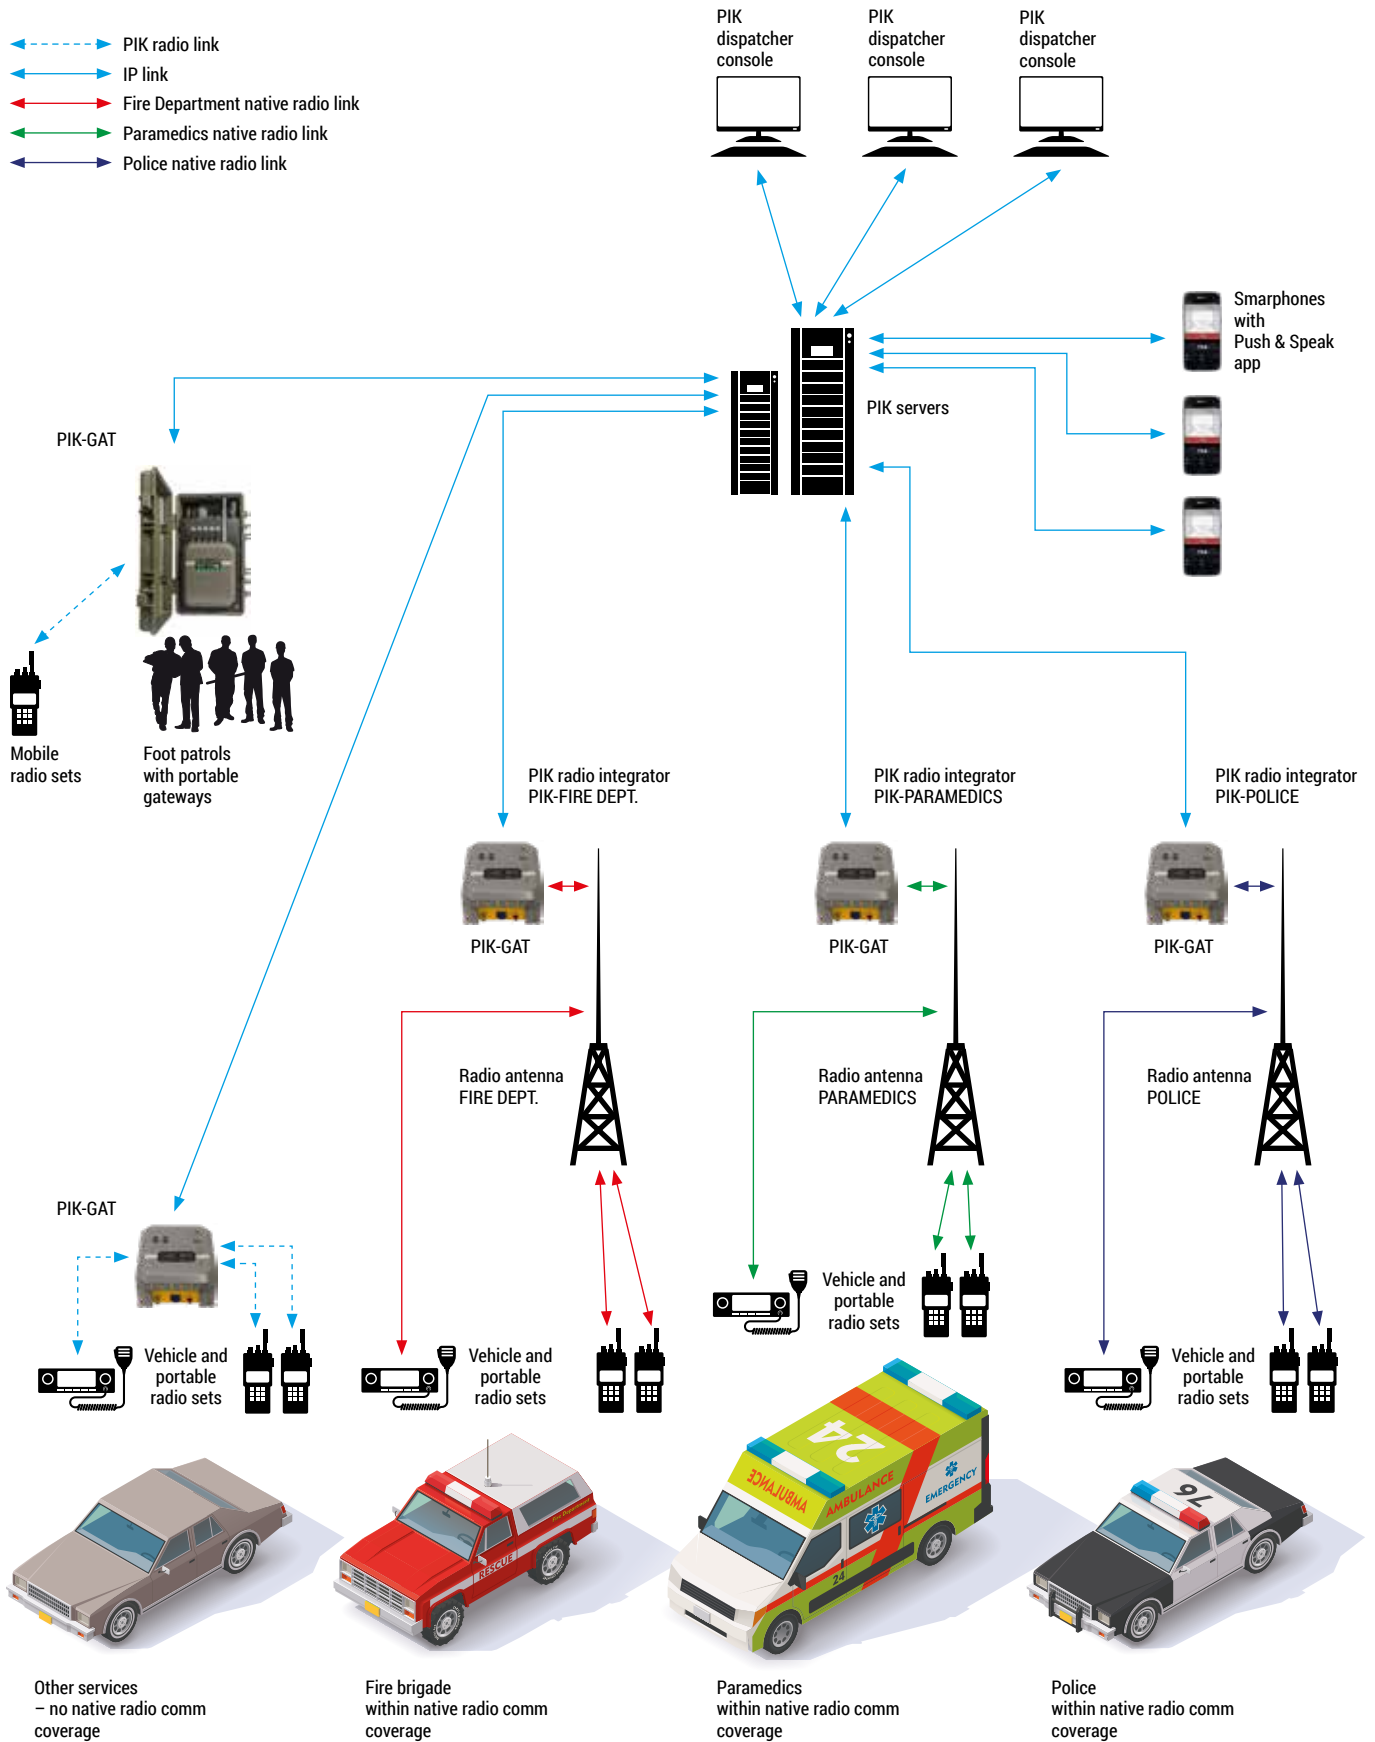 PIK radio link
IP link
Fire Department native radio link
Paramedics native radio link
Police native radio link
PIK
dispatcher
console
PIK
dispatcher
console
PIK
dispatcher
console
Smarphones
with
Push & Speak
app
PIK servers
PIK-GAT
Mobile
radio sets
Foot patrols
with portable
gateways
PIK radio integrator
PIK-FIRE DEPT.
PIK radio integrator
PIK-PARAMEDICS
PIK radio integrator
PIK-POLICE
PIK-GAT
PIK-GAT
PIK-GAT
Radio antenna
FIRE DEPT.
Radio antenna
PARAMEDICS
Radio antenna
POLICE
PIK-GAT
Vehicle and
portable
radio sets
Vehicle and
portable
radio sets
Vehicle and
portable
radio sets
Vehicle and
portable
radio sets
Fire Department
RESCUE
24
AMBULANCE
AMBULANCE
EMERGENCY
24
76
Other services
– no native radio comm
coverage
Fire brigade
within native radio comm
coverage
Paramedics
within native radio comm
coverage
Police
within native radio comm
coverage